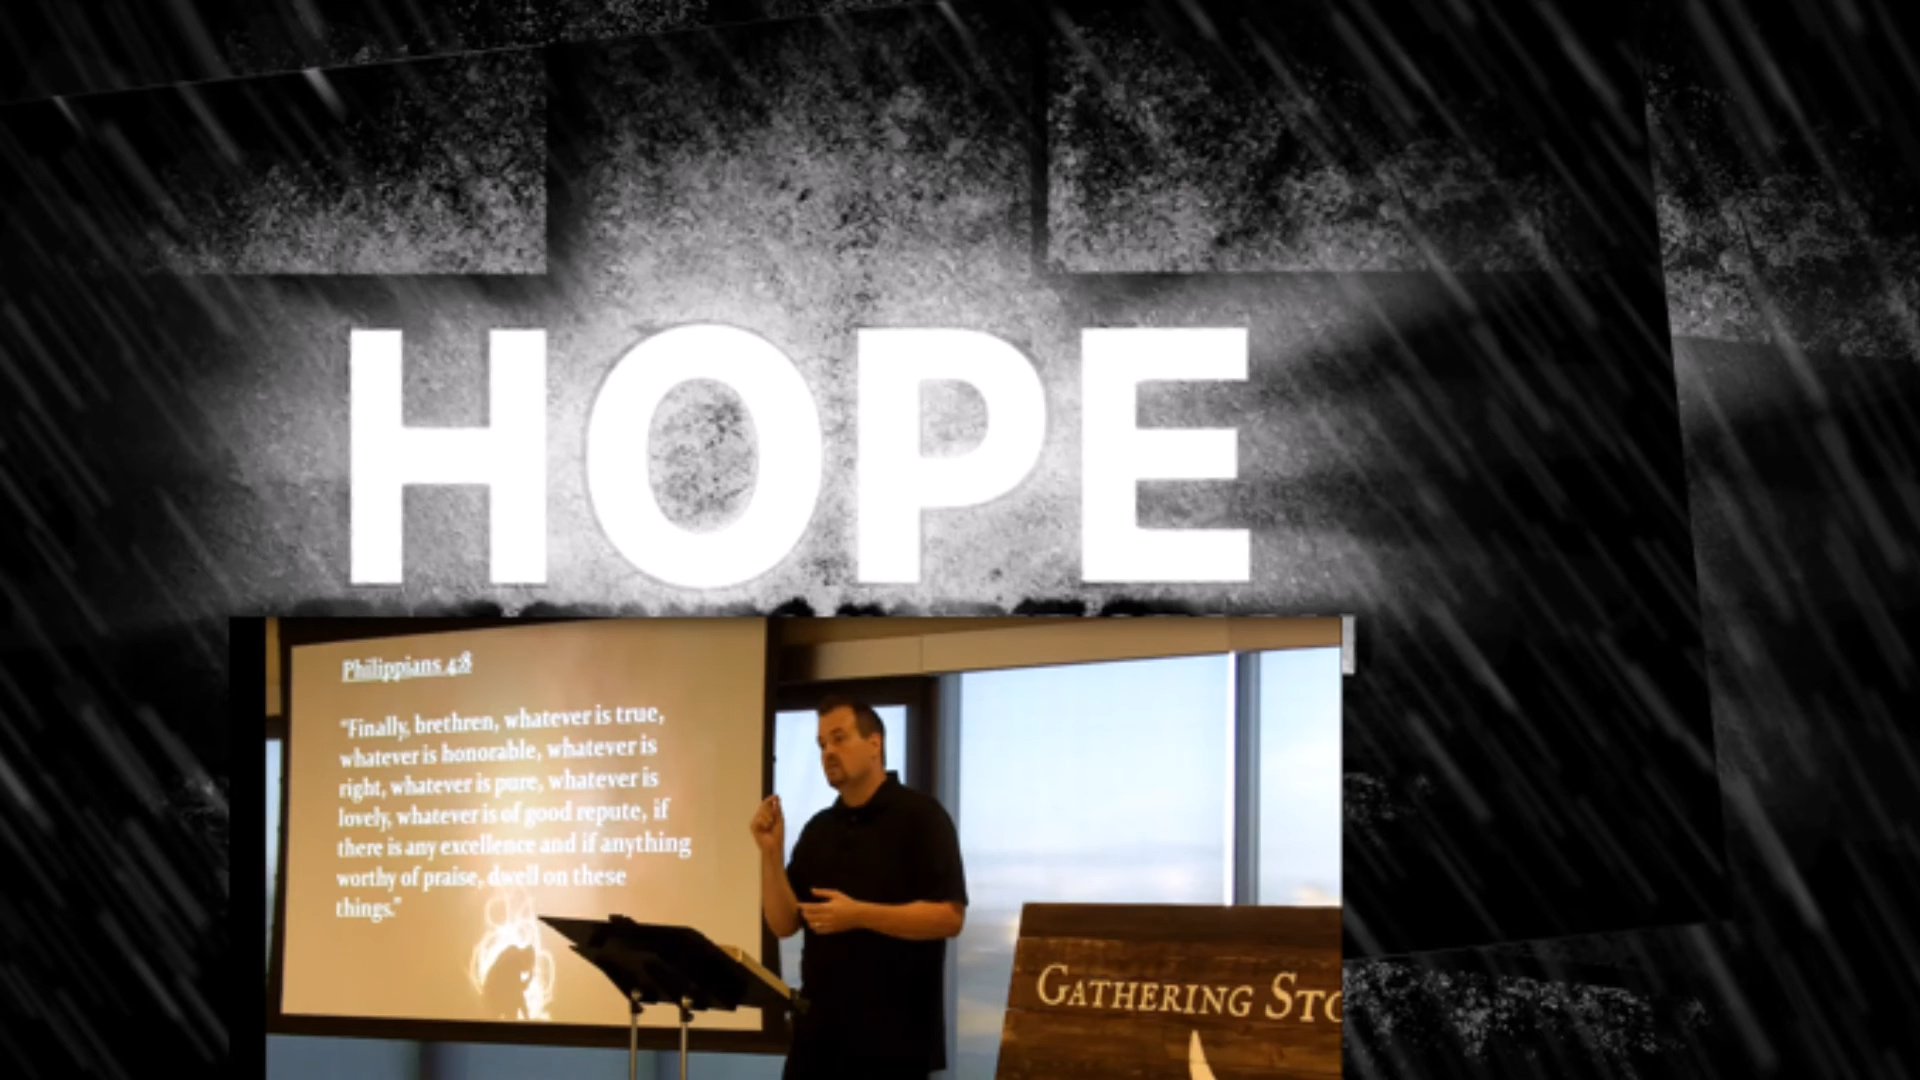 HOPE
Philippians 4:8
“Finally, brethren, whatever is true,
whatever is honorable, whatever is
right, whatever is pure, whatever is
lovely, whatever is of good repute, if
there is any excellence and if anything
worthy of praise, dwell on these
things.”
GATHERING STO